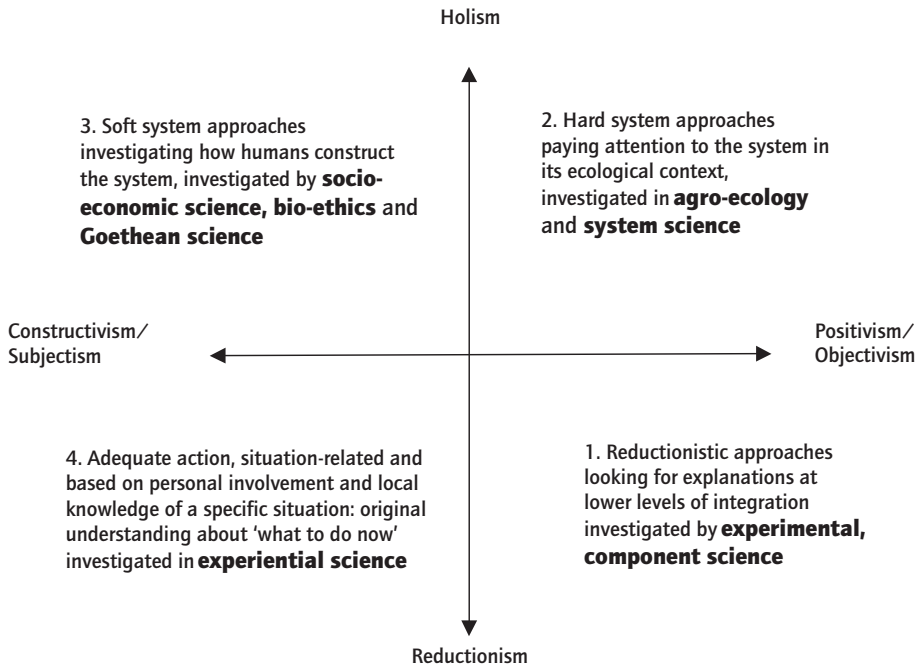 Holism
3. Soft system approaches
investigating how humans construct
the system, investigated by socio-
economic science, bio-ethics and
Goethean science
2. Hard system approaches
paying attention to the system in
its ecological context,
investigated in agro-ecology
and system science
Constructivism/
Subjectism
Positivism/
Objectivism
4. Adequate action, situation-related and
based on personal involvement and local
knowledge of a specific situation: original
understanding about ‘what to do now’
investigated in experiential science
1. Reductionistic approaches
looking for explanations at
lower levels of integration
investigated by experimental,
component science
Reductionism